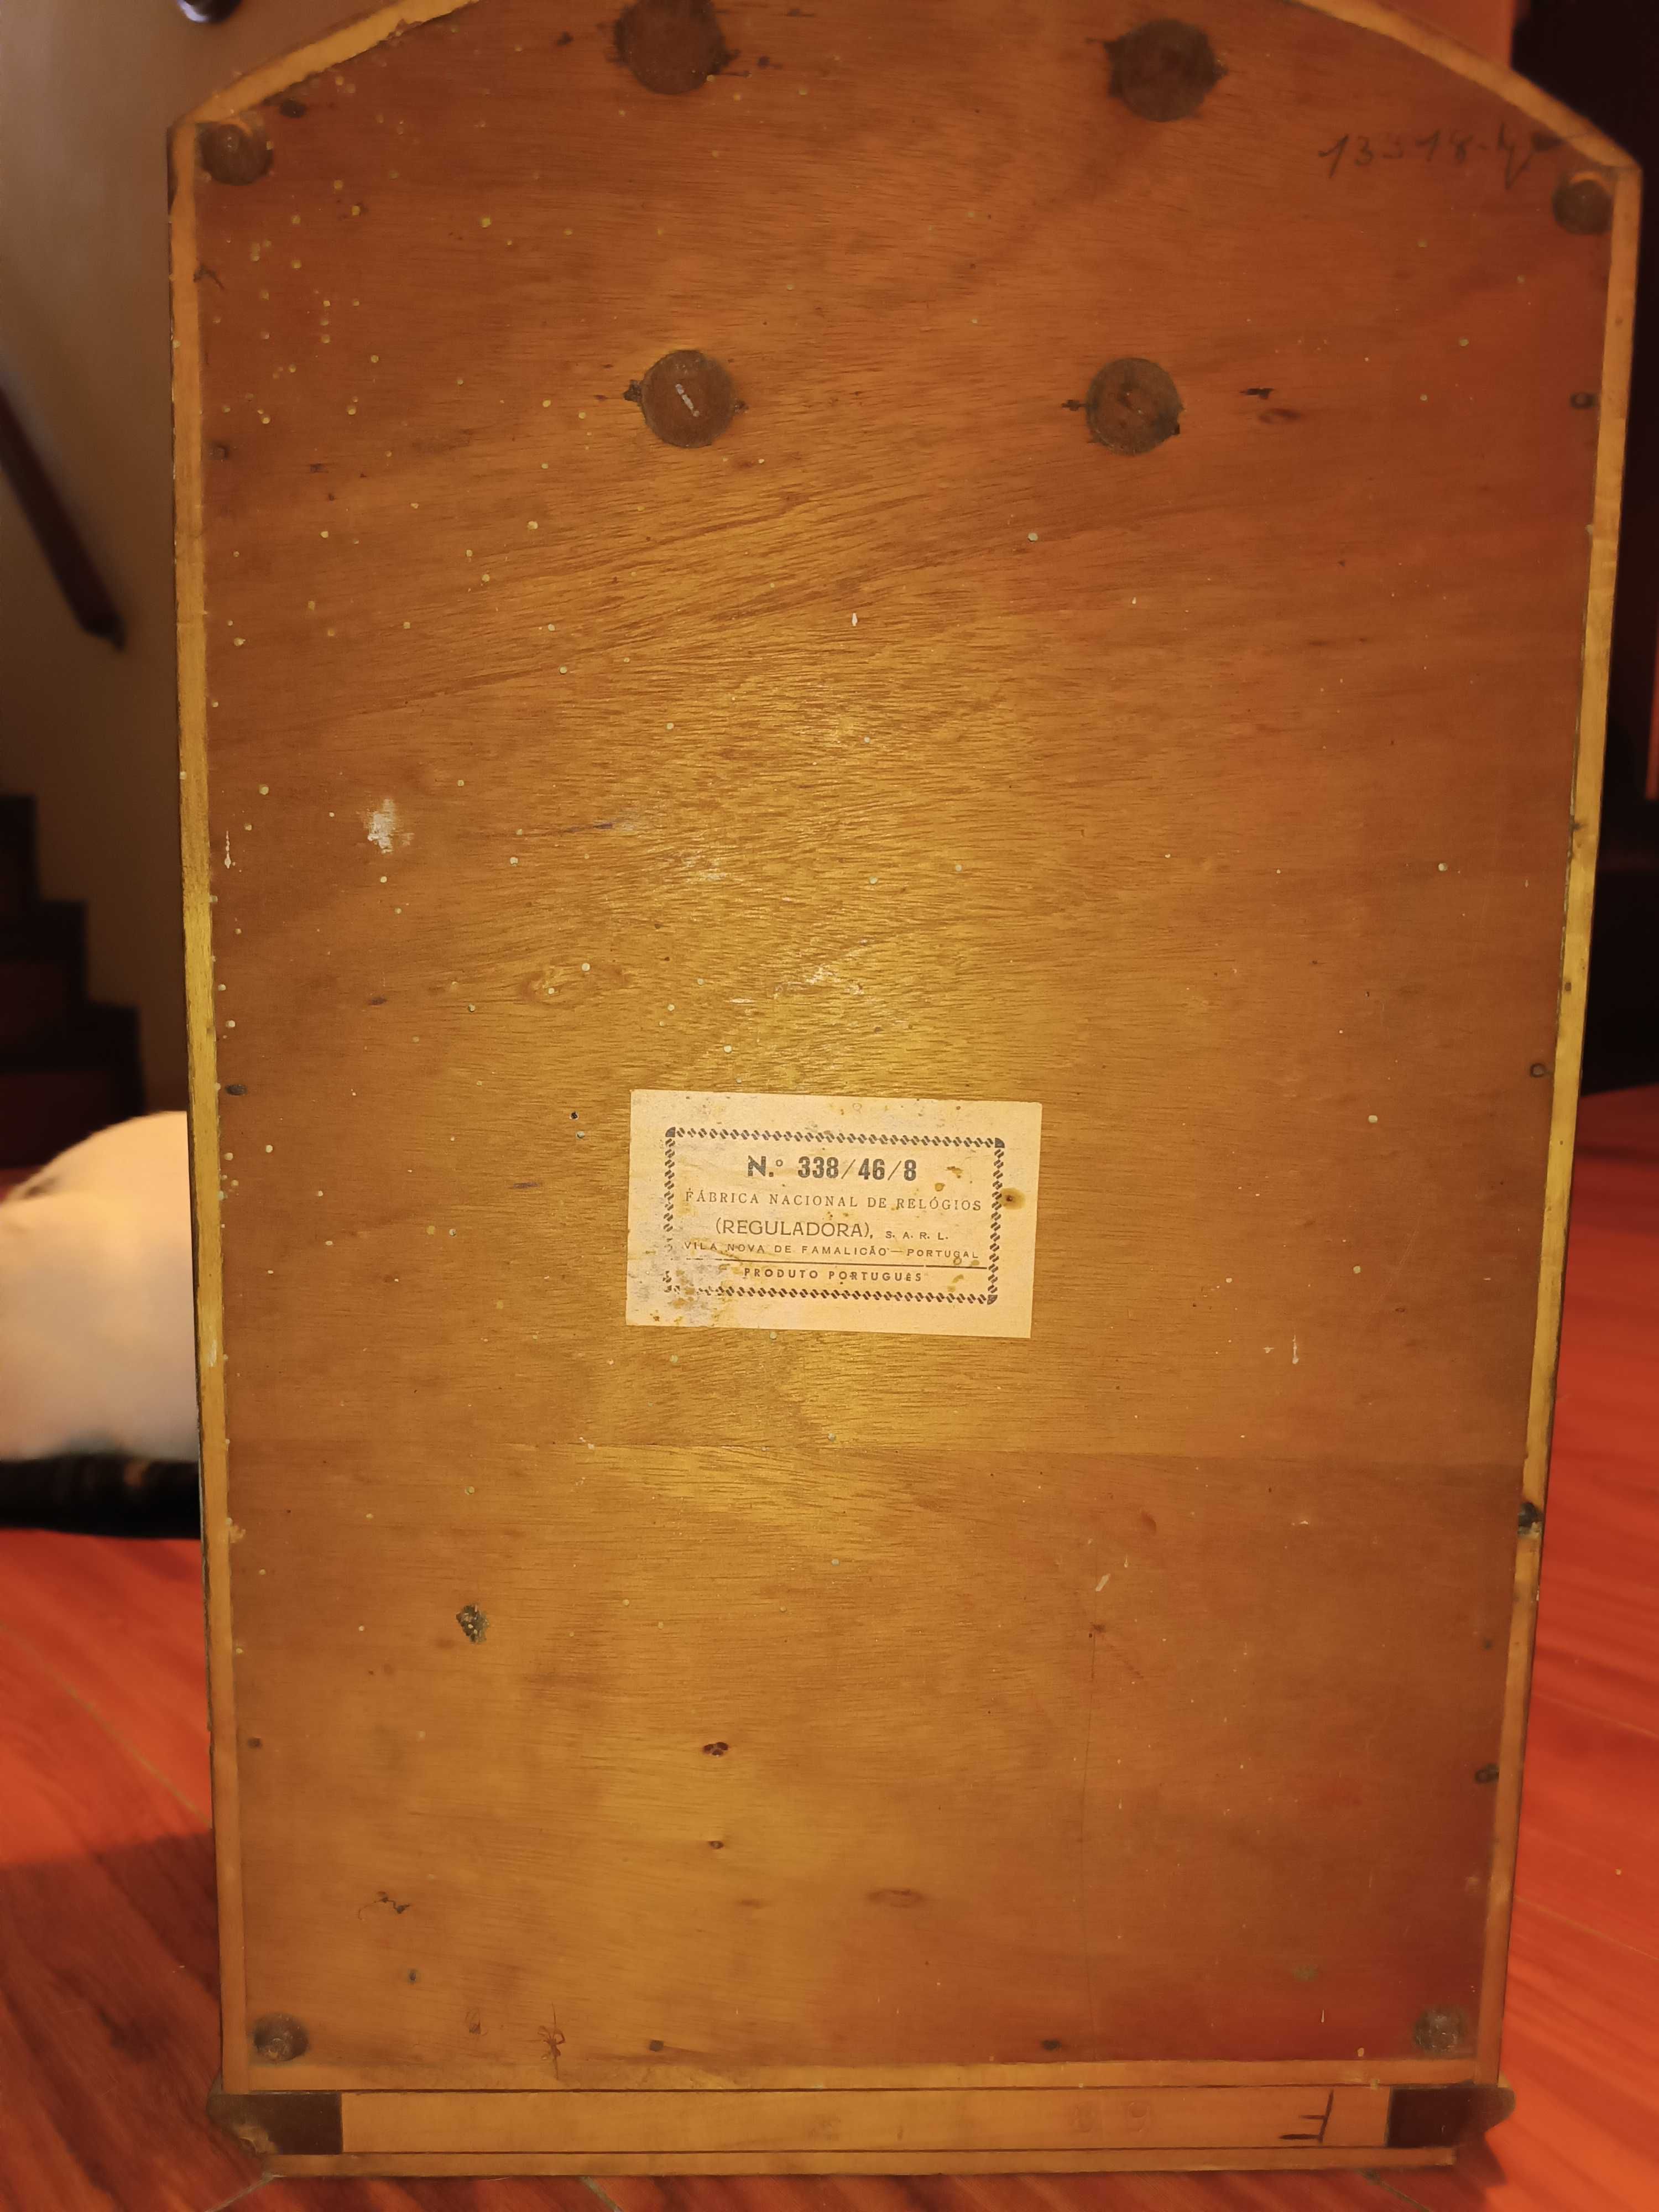 N.º 338/46/8
FÁBRICA NACIONAL DE RELÓGIOS
(REGULADORA), S. A. R. L.
VILA NOVA DE FAMALICÃO—PORTUGAL
PRODUTO PORTUGUÊS